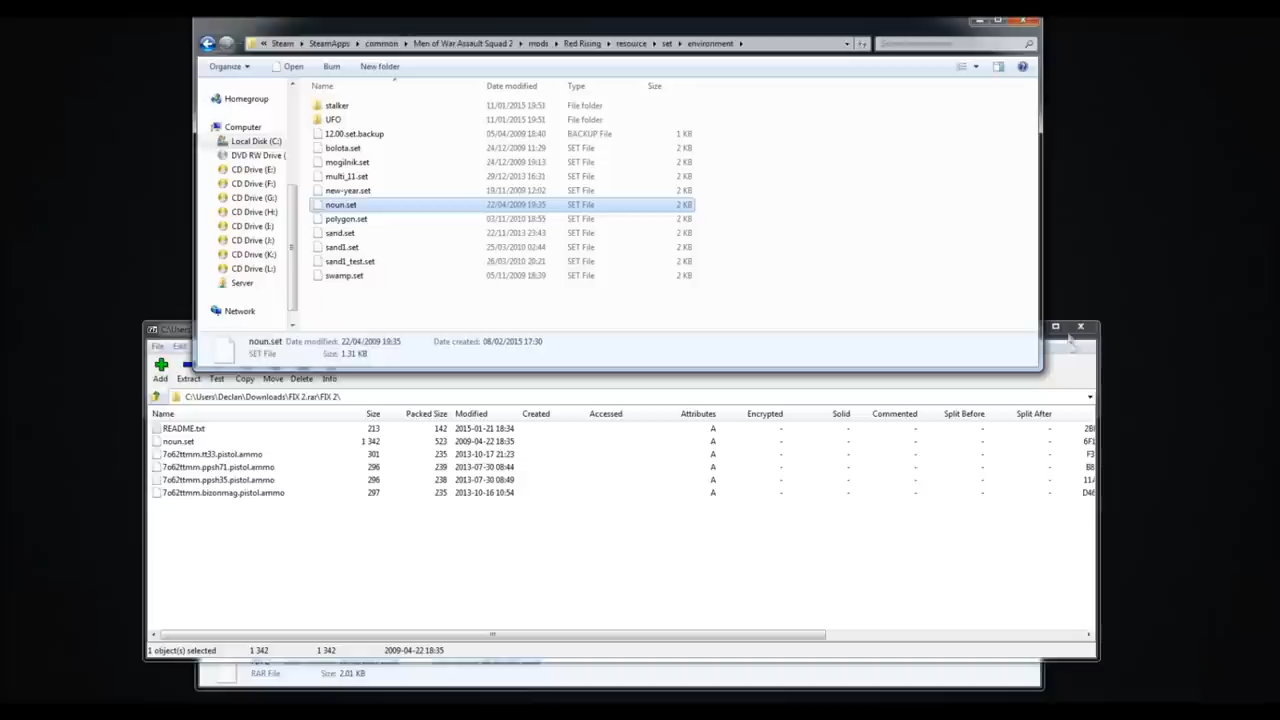 « Steam ▸ SteamApps ▸ common ▸ Men of War Assault Squad 2 ▸ mods ▸ Red Rising ▸ resource ▸ set ▸ environment ▸
Organize Open Burn New folder
Name Date modified Type Size
Homegroup
Computer
Local Disk (C:)
DVD RW Drive (
CD Drive (E:)
CD Drive (F:)
CD Drive (G:)
CD Drive (H:)
CD Drive (I:)
CD Drive (J:)
CD Drive (K:)
CD Drive (L:)
Server
Network
stalker 11/01/2015 19:51 File folder
UFO 11/01/2015 19:51 File folder
12.00.set.backup 05/04/2009 18:40 BACKUP File 1 KB
bolota.set 24/12/2009 11:29 SET File 2 KB
mogilnik.set 24/12/2009 19:13 SET File 2 KB
multi_11.set 29/12/2013 16:31 SET File 2 KB
new-year.set 19/11/2009 12:02 SET File 2 KB
noun.set 22/04/2009 19:35 SET File 2 KB
polygon.set 03/11/2010 18:55 SET File 2 KB
sand.set 22/11/2013 23:43 SET File 2 KB
sand1.set 25/03/2010 02:44 SET File 2 KB
sand1_test.set 26/03/2010 20:21 SET File 2 KB
swamp.set 05/11/2009 18:39 SET File 2 KB
noun.set Date modified: 22/04/2009 19:35 Date created: 08/02/2015 17:30
SET File Size: 1.31 KB
C:\Users
File Edit
Add Extract Test Copy Move Delete Info
C:\Users\Declan\Downloads\FIX 2.rar\FIX 2\
Name Size Packed Size Modified Created Accessed Attributes Encrypted Solid Commented Split Before Split After
README.txt 213 142 2015-01-21 18:34 A - - - - - 2B
noun.set 1 342 523 2009-04-22 18:35 A - - - - - 6F
7o62ttmm.tt33.pistol.ammo 301 235 2013-10-17 21:23 A - - - - - F3
7o62ttmm.ppsh71.pistol.ammo 296 239 2013-07-30 08:44 A - - - - - B8
7o62ttmm.ppsh35.pistol.ammo 296 238 2013-07-30 08:49 A - - - - - 11
7o62ttmm.bizonmag.pistol.ammo 297 235 2013-10-16 10:54 A - - - - - D46
1 object(s) selected 1 342 1 342 2009-04-22 18:35
RAR File Size: 2.01 KB